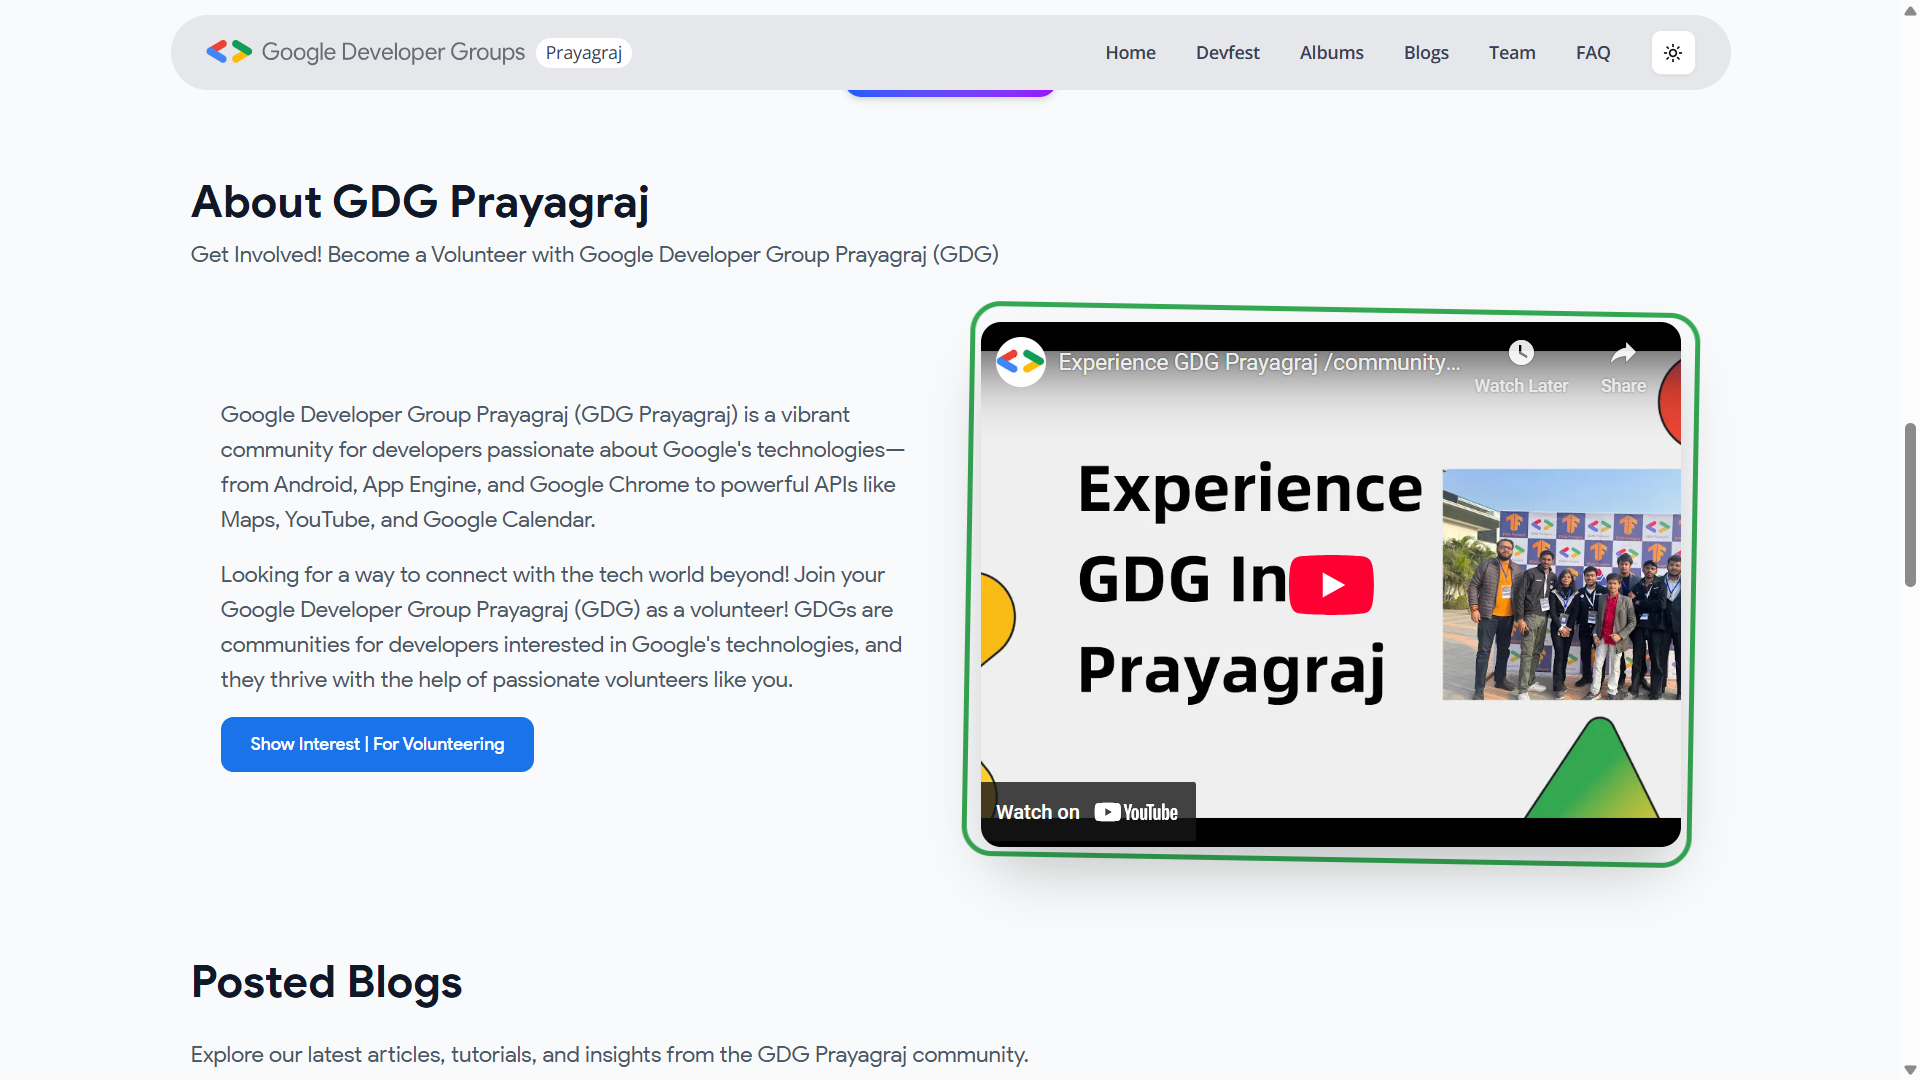 Google Developer Groups Prayagraj
Home Devfest Albums Blogs Team FAQ
About GDG Prayagraj
Get Involved! Become a Volunteer with Google Developer Group Prayagraj (GDG)
Google Developer Group Prayagraj (GDG Prayagraj) is a vibrant
community for developers passionate about Google's technologies—
from Android, App Engine, and Google Chrome to powerful APIs like
Maps, YouTube, and Google Calendar.
Looking for a way to connect with the tech world beyond! Join your
Google Developer Group Prayagraj (GDG) as a volunteer! GDGs are
communities for developers interested in Google's technologies, and
they thrive with the help of passionate volunteers like you.
Show Interest | For Volunteering
Experience GDG Prayagraj /community...
Watch Later
Share
Experience
GDG In
Prayagraj
Watch on YouTube
Posted Blogs
Explore our latest articles, tutorials, and insights from the GDG Prayagraj community.